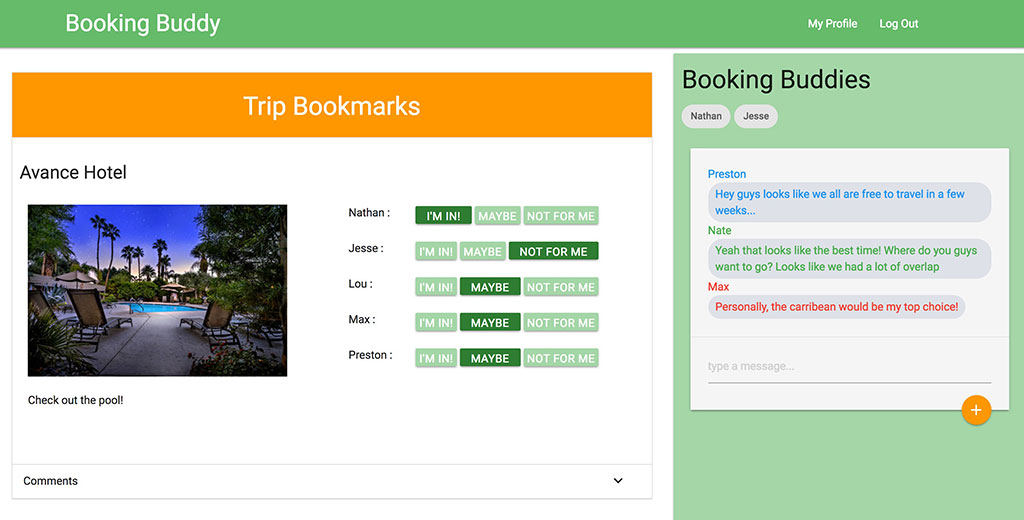 Booking Buddy
My Profile
Log Out
Trip Bookmarks
Avance Hotel
Nathan :
I'M IN!
MAYBE
NOT FOR ME
Jesse :
I'M IN!
MAYBE
NOT FOR ME
Lou :
I'M IN!
MAYBE
NOT FOR ME
Max :
I'M IN!
MAYBE
NOT FOR ME
Preston :
I'M IN!
MAYBE
NOT FOR ME
Check out the pool!
Comments
Booking Buddies
Nathan
Jesse
Preston
Hey guys looks like we all are free to travel in a few
weeks...
Nate
Yeah that looks like the best time! Where do you guys
want to go? Looks like we had a lot of overlap
Max
Personally, the carribean would be my top choice!
type a message...
+